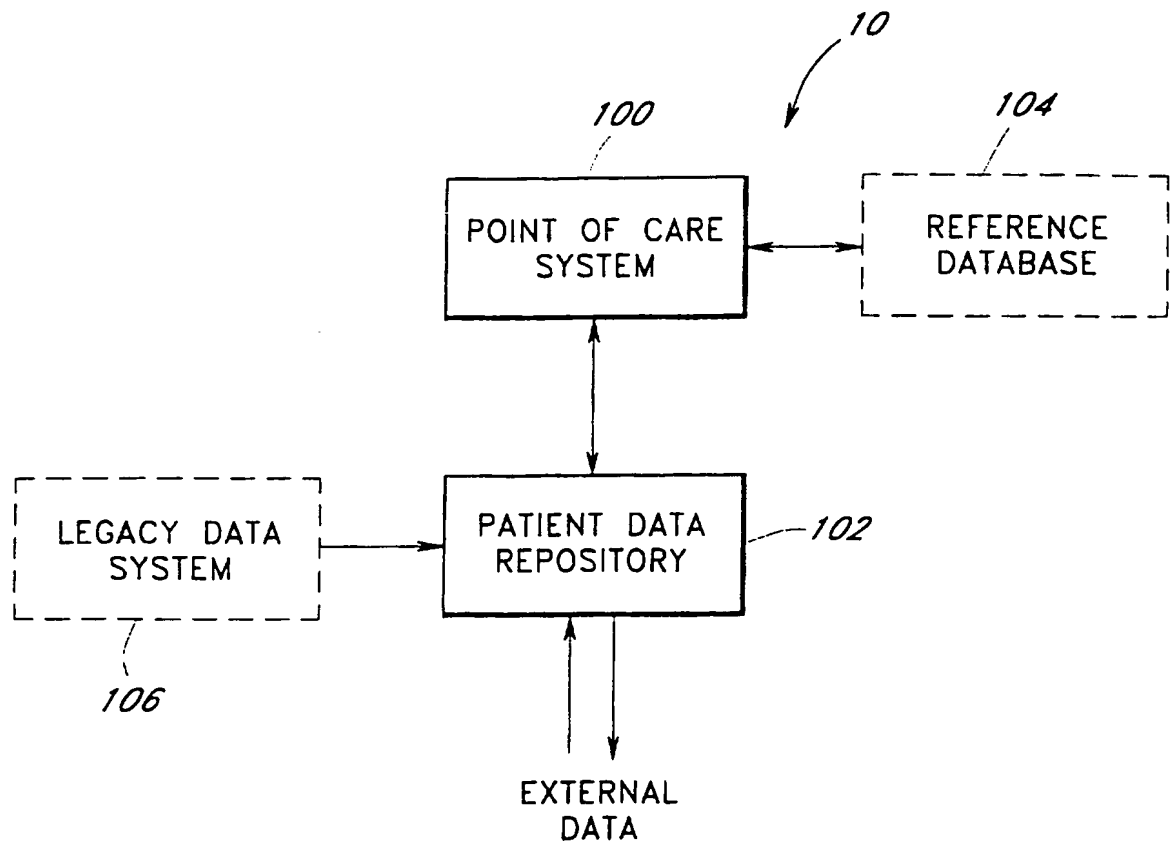 10
100
104
POINT OF CARE
SYSTEM
REFERENCE
DATABASE
LEGACY DATA
SYSTEM
PATIENT DATA
REPOSITORY
102
106
EXTERNAL
DATA